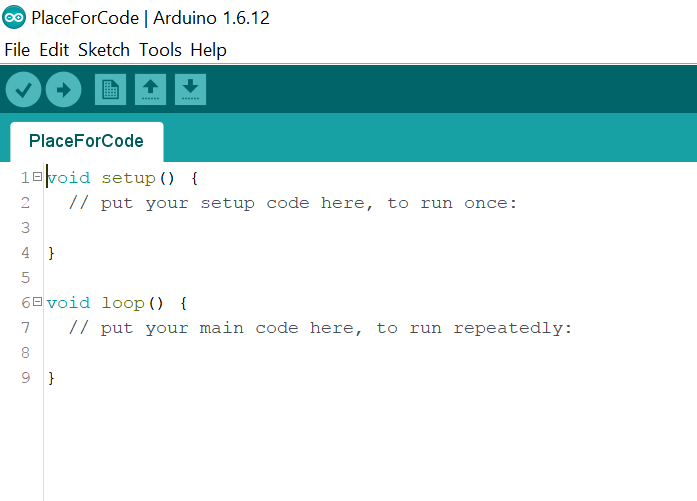 PlaceForCode | Arduino 1.6.12
File Edit Sketch Tools Help
PlaceForCode
1 void setup() {
2   // put your setup code here, to run once:
3
4 }
5
6 void loop() {
7   // put your main code here, to run repeatedly:
8
9 }